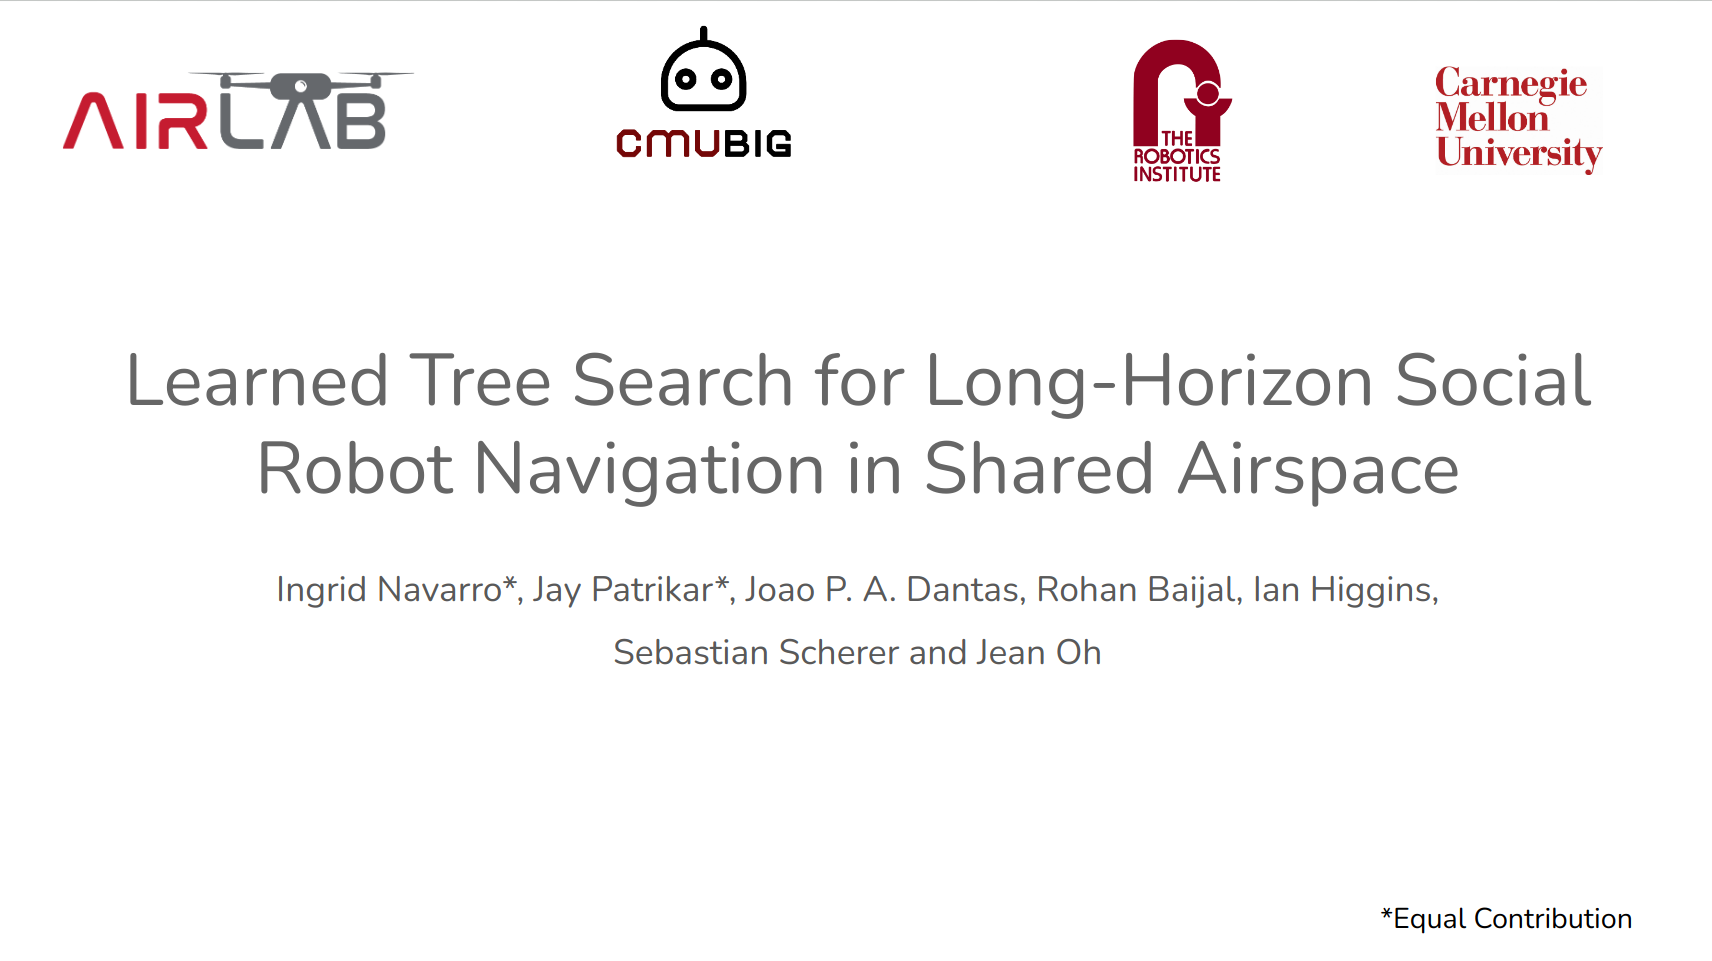 AIRLAB
CMUBIG
THE
ROBOTICS
INSTITUTE
Carnegie
Mellon
University
Learned Tree Search for Long-Horizon Social
Robot Navigation in Shared Airspace
Ingrid Navarro*, Jay Patrikar*, Joao P. A. Dantas, Rohan Baijal, Ian Higgins,
Sebastian Scherer and Jean Oh
*Equal Contribution